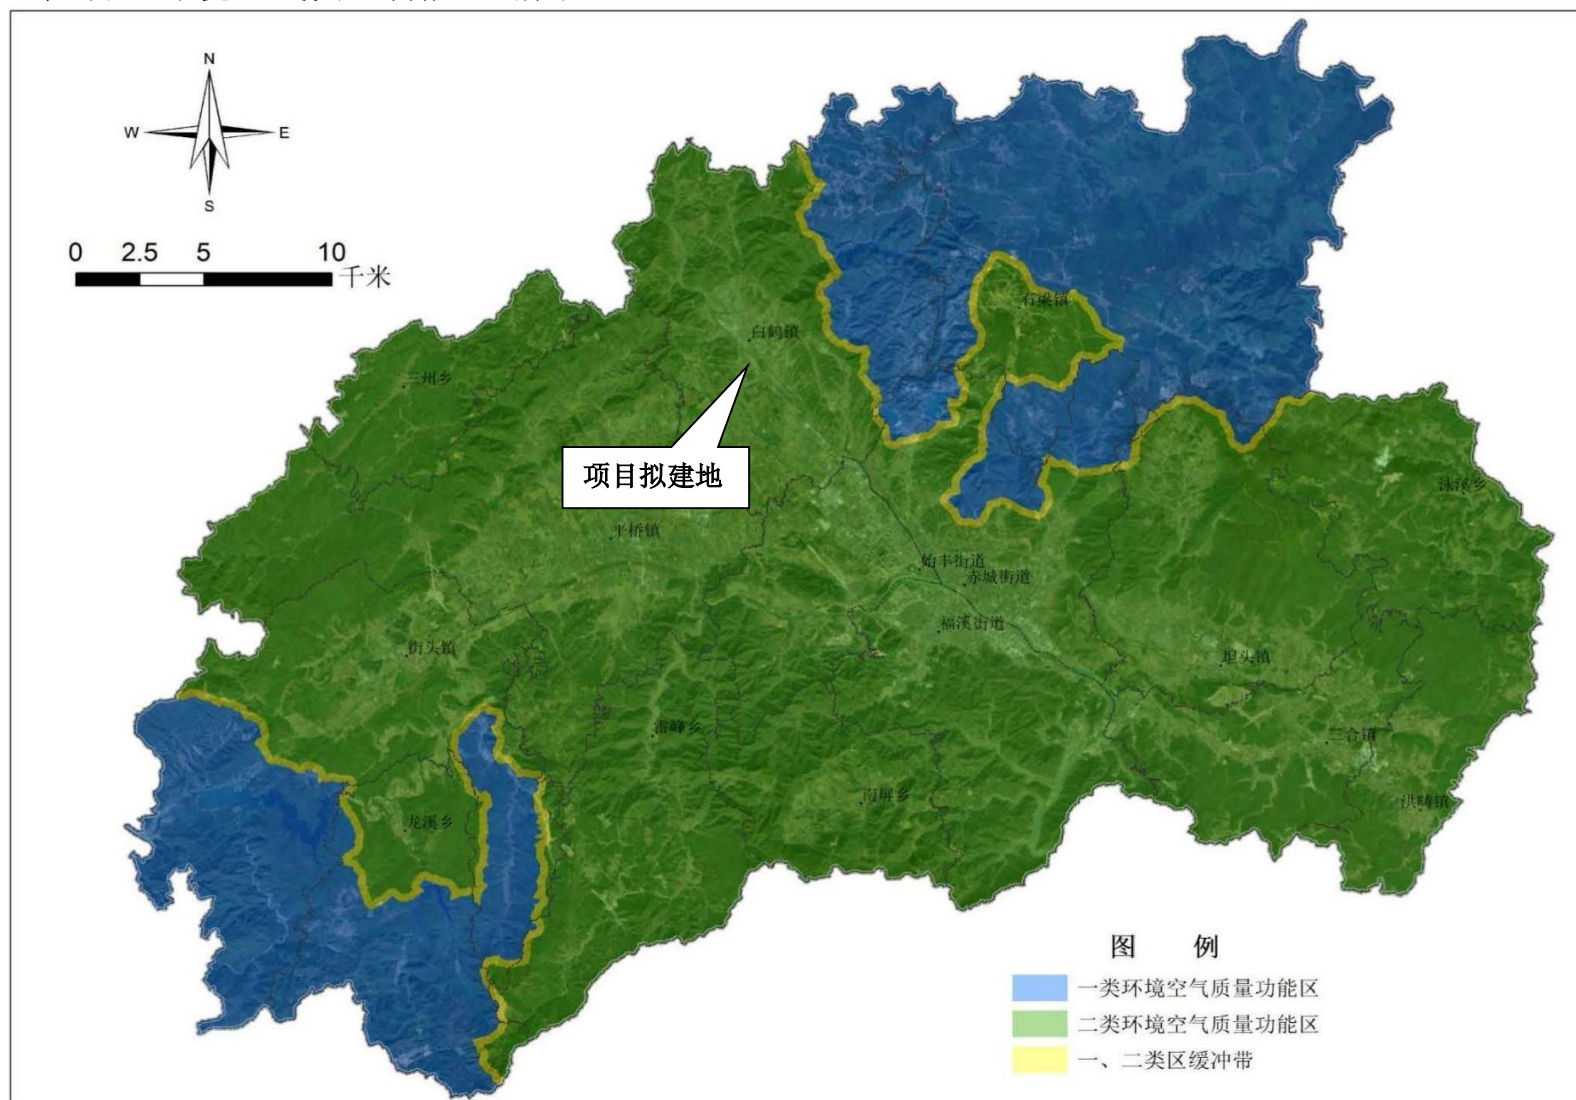 N
W E
S
0 2.5 5 10
千米
石梁镇
白鹤镇
三州乡
项目拟建地
泳溪乡
平桥镇
始丰街道
赤城街道
福溪街道
街头镇
坦头镇
雷峰乡
三合镇
南屏乡
洪畴镇
龙溪乡
图 例
一类环境空气质量功能区
二类环境空气质量功能区
一、二类区缓冲带